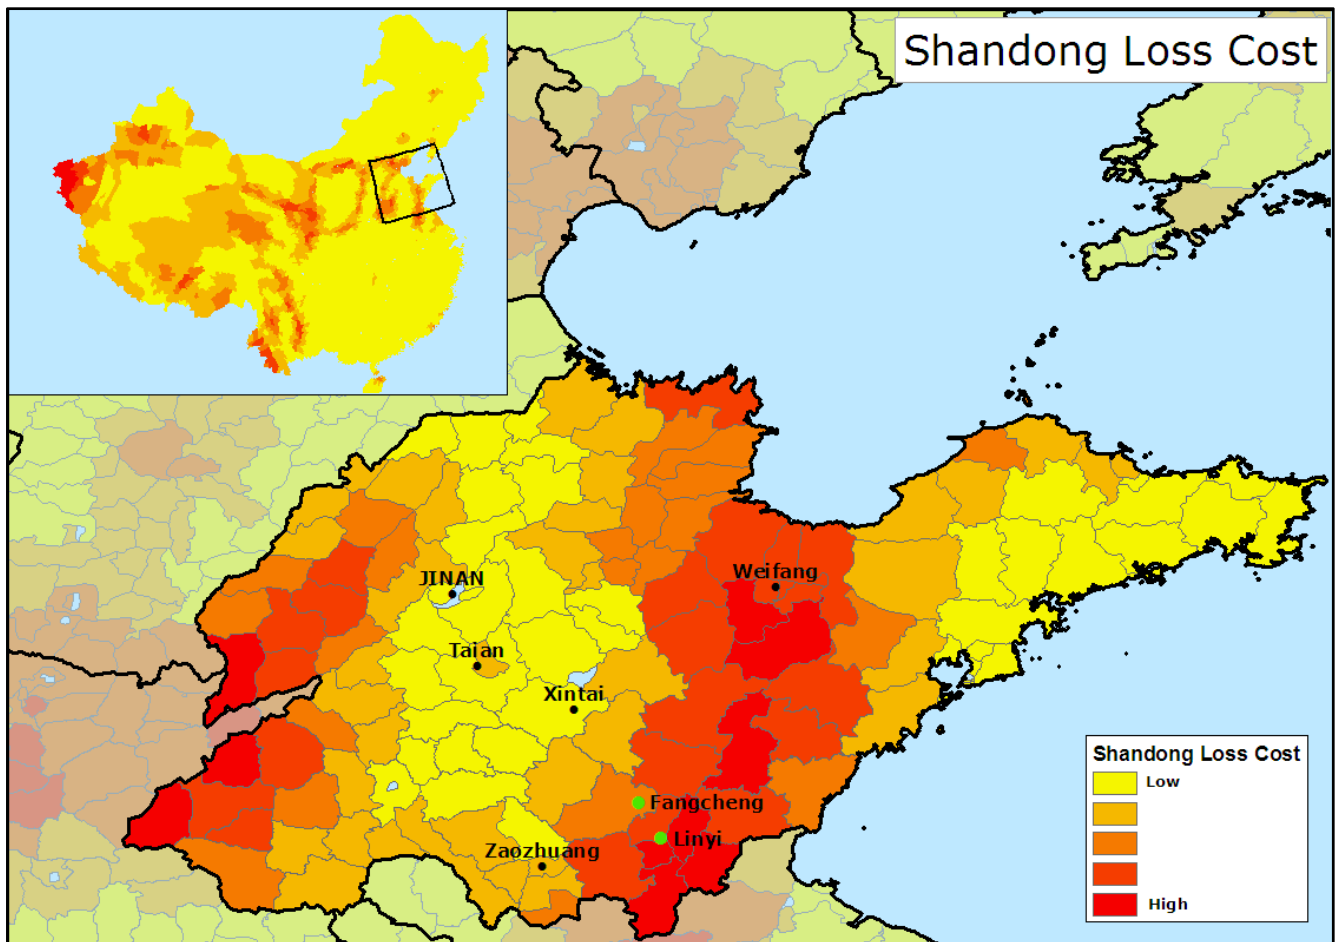 Shandong Loss Cost
JINAN
Weifang
Taian
Xintai
Fangcheng
Linyi
Zaozhuang
Shandong Loss Cost
Low
High